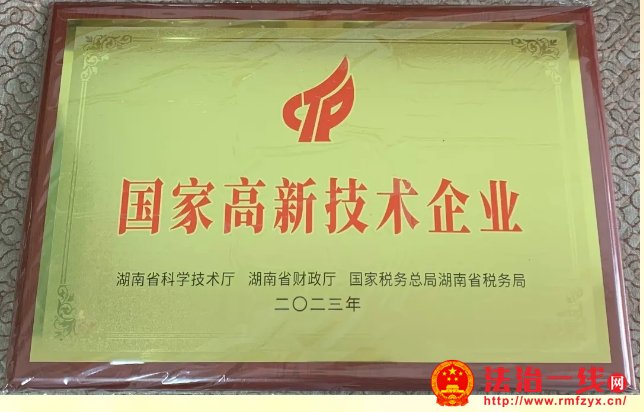 CTP
国家高新技术企业
湖南省科学技术厅 湖南省财政厅 国家税务总局湖南省税务局
二〇二三年
法治一线网
https://www.rmfzyx.cn/